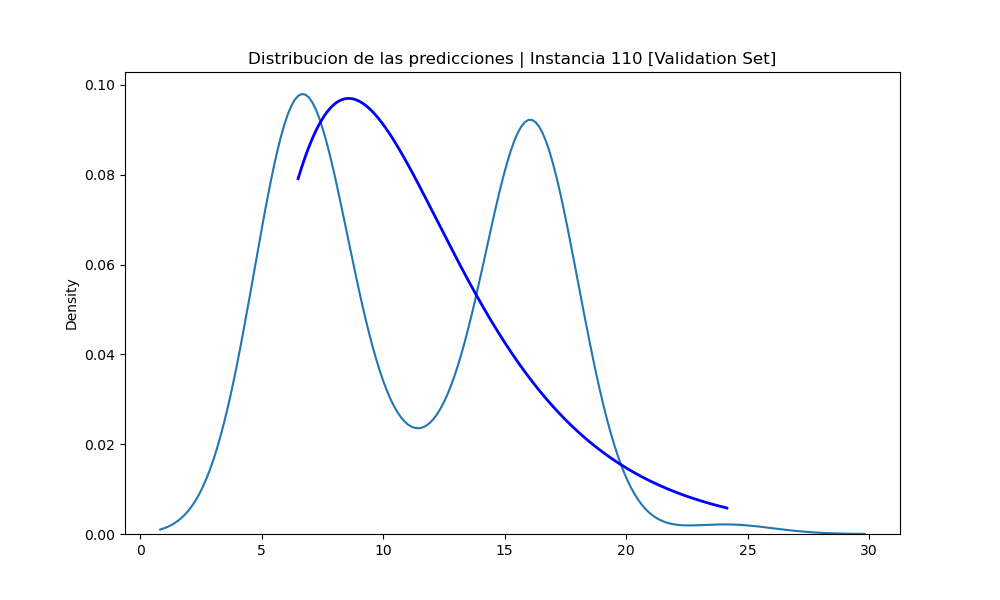 Distribucion de las predicciones | Instancia 110 [Validation Set]
Density
0.10
0.08
0.06
0.04
0.02
0.00
0 5 10 15 20 25 30